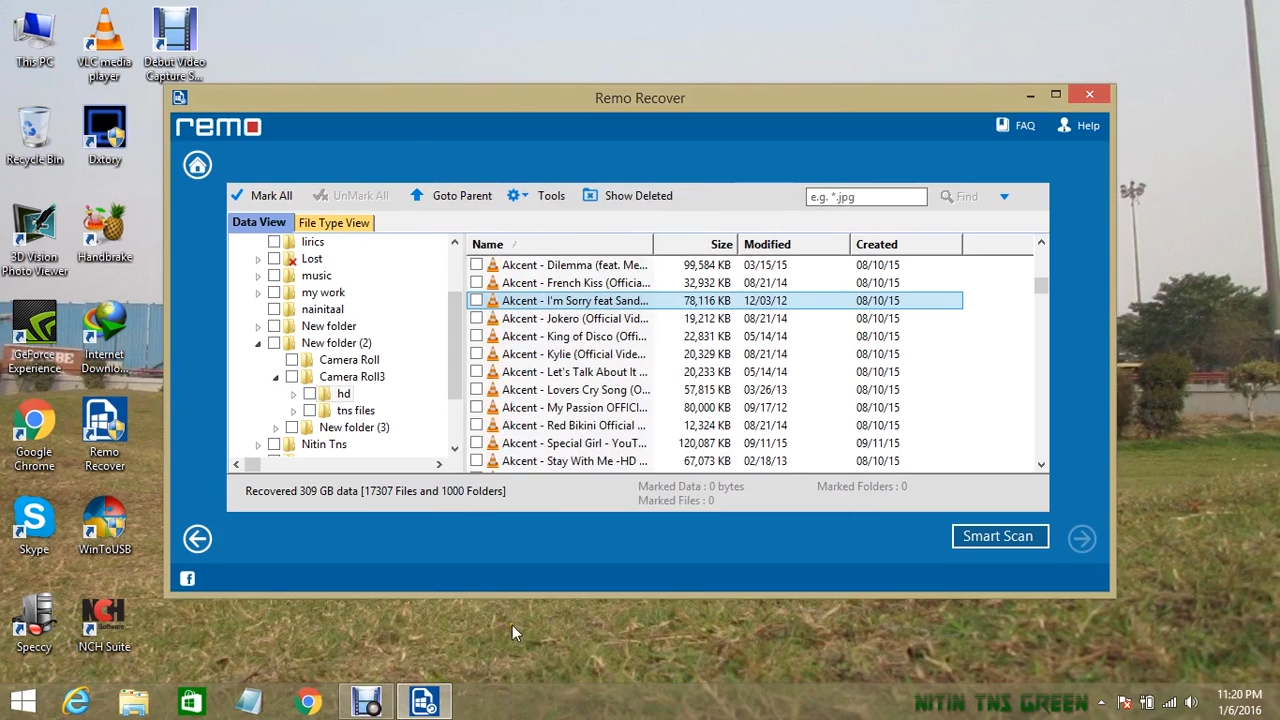 This PC
VLC media player
Debut Video Capture S...
Recycle Bin
Dxtory
3D Vision Photo Viewer
Handbrake
GeForce Experience
Internet Downlo...
Google Chrome
Remo Recover
Skype
WinToUSB
Speccy
NCH Suite
Remo Recover
remo
FAQ
Help
Mark All
UnMark All
Goto Parent
Tools
Show Deleted
e.g. *.jpg
Find
Data View
File Type View
lirics
Lost
music
my work
nainitaal
New folder
New folder (2)
Camera Roll
Camera Roll3
hd
tns files
New folder (3)
Nitin Tns
Name Size Modified Created
Akcent - Dilemma (feat. Me... 99,584 KB 03/15/15 08/10/15
Akcent - French Kiss (Officia... 32,932 KB 08/21/14 08/10/15
Akcent - I'm Sorry feat Sand... 78,116 KB 12/03/12 08/10/15
Akcent - Jokero (Official Vid... 19,212 KB 08/21/14 08/10/15
Akcent - King of Disco (Offi... 22,831 KB 05/14/14 08/10/15
Akcent - Kylie (Official Vide... 20,329 KB 08/21/14 08/10/15
Akcent - Let's Talk About It ... 20,233 KB 05/14/14 08/10/15
Akcent - Lovers Cry Song (O... 57,815 KB 03/26/13 08/10/15
Akcent - My Passion OFFICI... 80,000 KB 09/17/12 08/10/15
Akcent - Red Bikini Official ... 12,324 KB 08/21/14 08/10/15
Akcent - Special Girl - YouT... 120,087 KB 09/11/15 09/11/15
Akcent - Stay With Me -HD ... 67,073 KB 02/18/13 08/10/15
Recovered 309 GB data [17307 Files and 1000 Folders]
Marked Data : 0 bytes
Marked Folders : 0
Marked Files : 0
Smart Scan
NITIN TNS GREEN
11:20 PM
1/6/2016